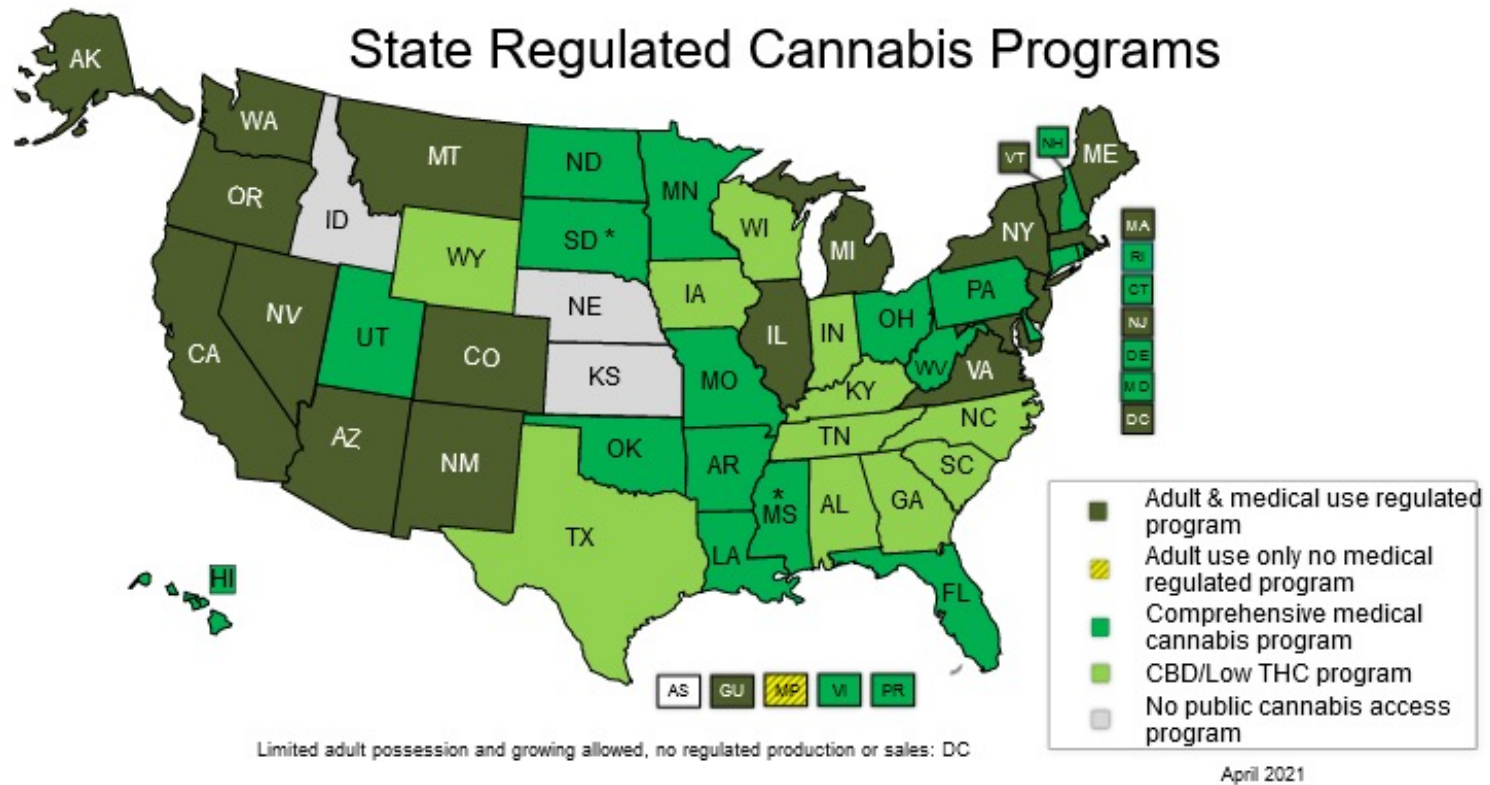 State Regulated Cannabis Programs
AK
WA
MT
ND
MN
VT
NH
ME
OR
ID
SD *
WI
MI
NY
MA
WY
RI
NV
NE
IA
PA
CT
CA
UT
CO
IL
IN
OH
NJ
KS
MO
WV
VA
DE
KY
MD
AZ
NM
OK
AR
TN
NC
DC
SC
TX
*
MS
AL
GA
LA
HI
FL
Adult & medical use regulated
program
Adult use only no medical
regulated program
Comprehensive medical
cannabis program
CBD/Low THC program
No public cannabis access
program
AS
GU
MP
VI
PR
Limited adult possession and growing allowed, no regulated production or sales: DC
April 2021